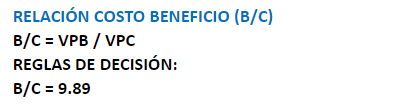 RELACIÓN COSTO BENEFICIO (B/C)
B/C = VPB / VPC
REGLAS DE DECISIÓN:
B/C = 9.89